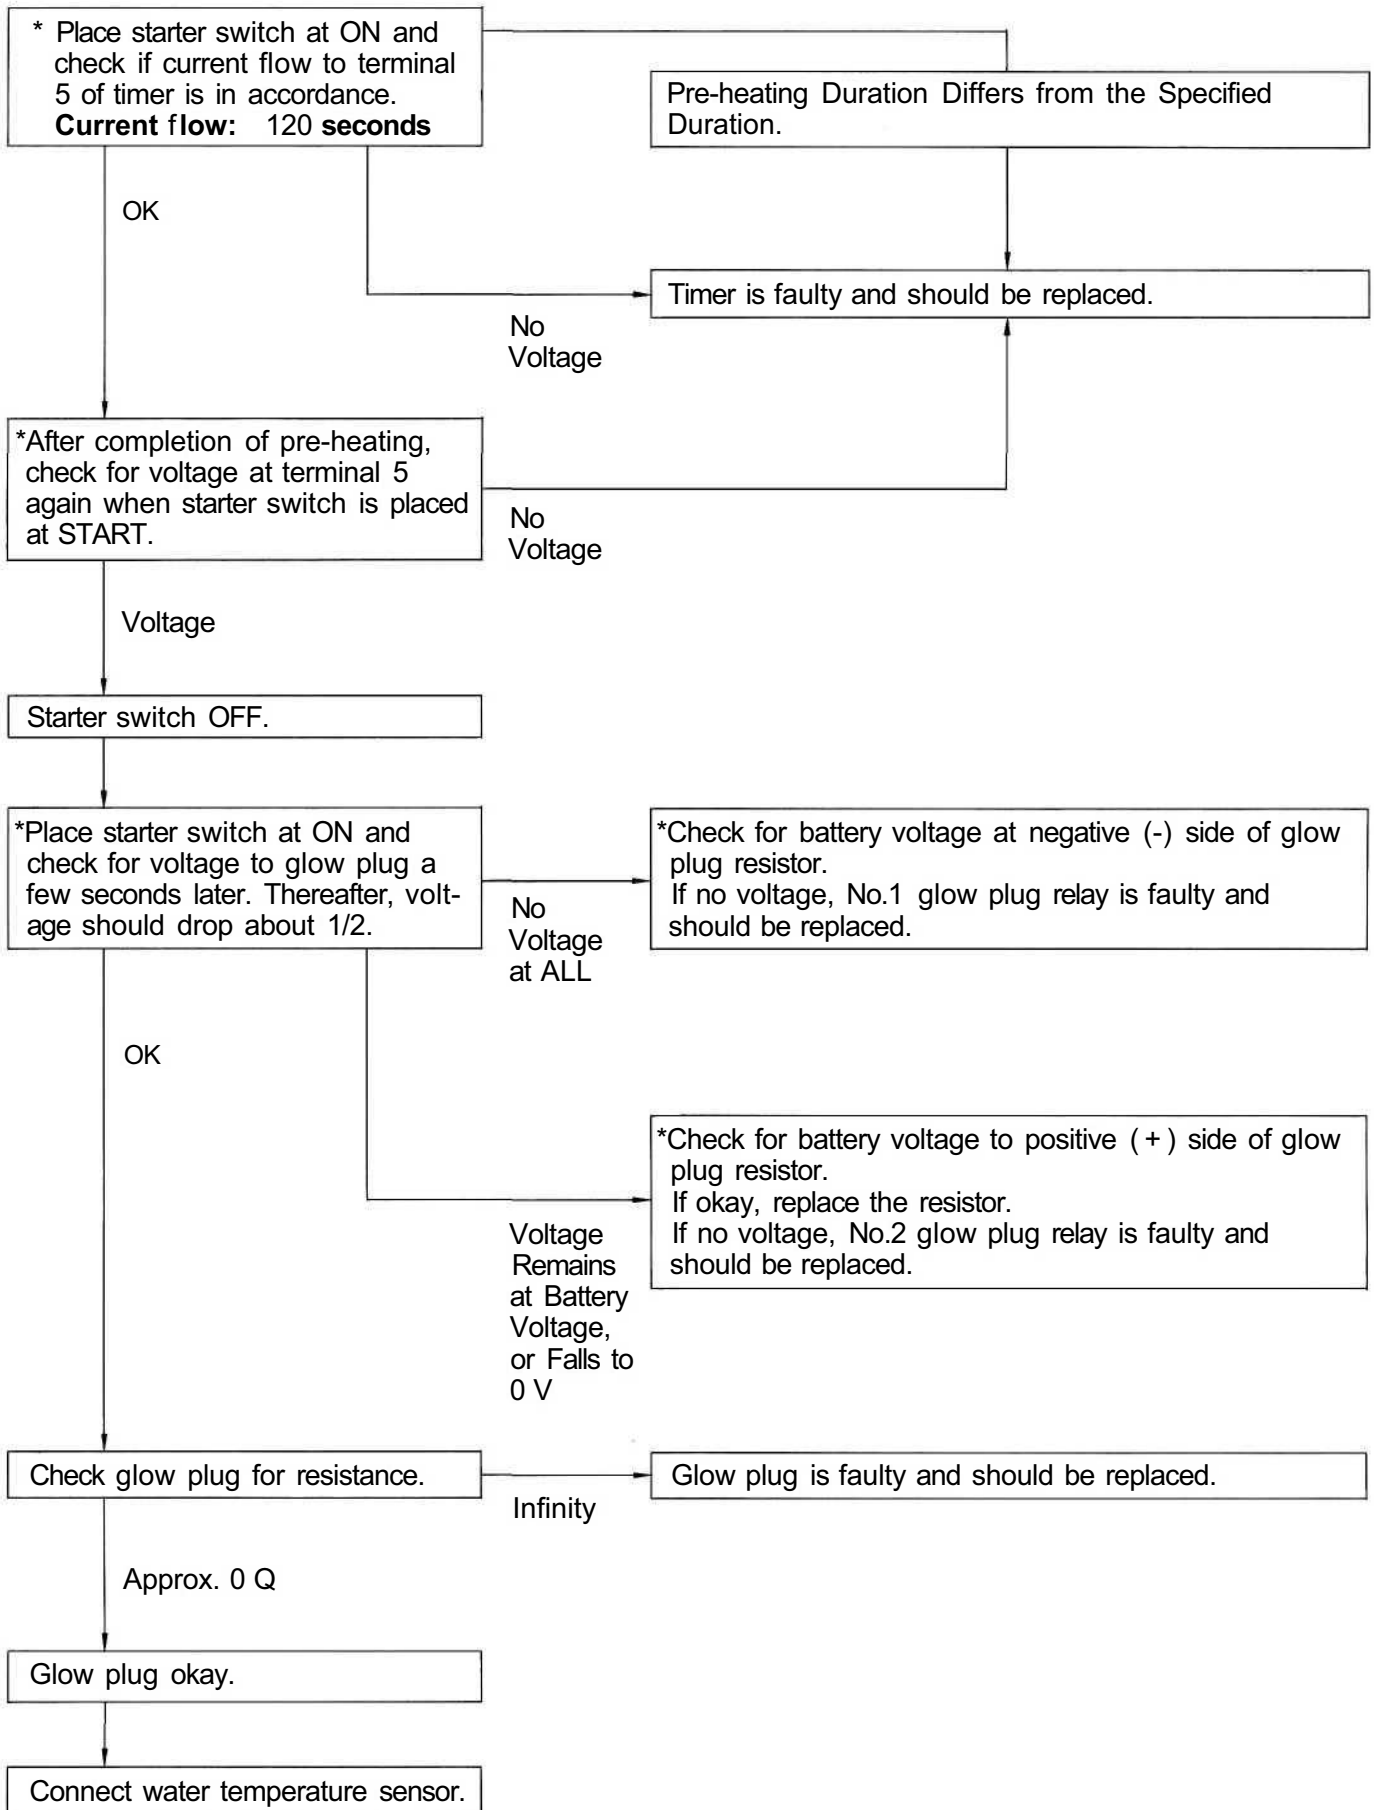 * Place starter switch at ON and
check if current flow to terminal
5 of timer is in accordance.
Current flow: 120 seconds
Pre-heating Duration Differs from the Specified
Duration.
OK
Timer is faulty and should be replaced.
No
Voltage
*After completion of pre-heating,
check for voltage at terminal 5
again when starter switch is placed
at START.
No
Voltage
Voltage
Starter switch OFF.
*Place starter switch at ON and
check for voltage to glow plug a
few seconds later. Thereafter, volt-
age should drop about 1/2.
No
Voltage
at ALL
*Check for battery voltage at negative (-) side of glow
plug resistor.
If no voltage, No.1 glow plug relay is faulty and
should be replaced.
OK
Voltage
Remains
at Battery
Voltage,
or Falls to
0 V
*Check for battery voltage to positive (+) side of glow
plug resistor.
If okay, replace the resistor.
If no voltage, No.2 glow plug relay is faulty and
should be replaced.
Check glow plug for resistance.
Infinity
Glow plug is faulty and should be replaced.
Approx. 0 Q
Glow plug okay.
Connect water temperature sensor.